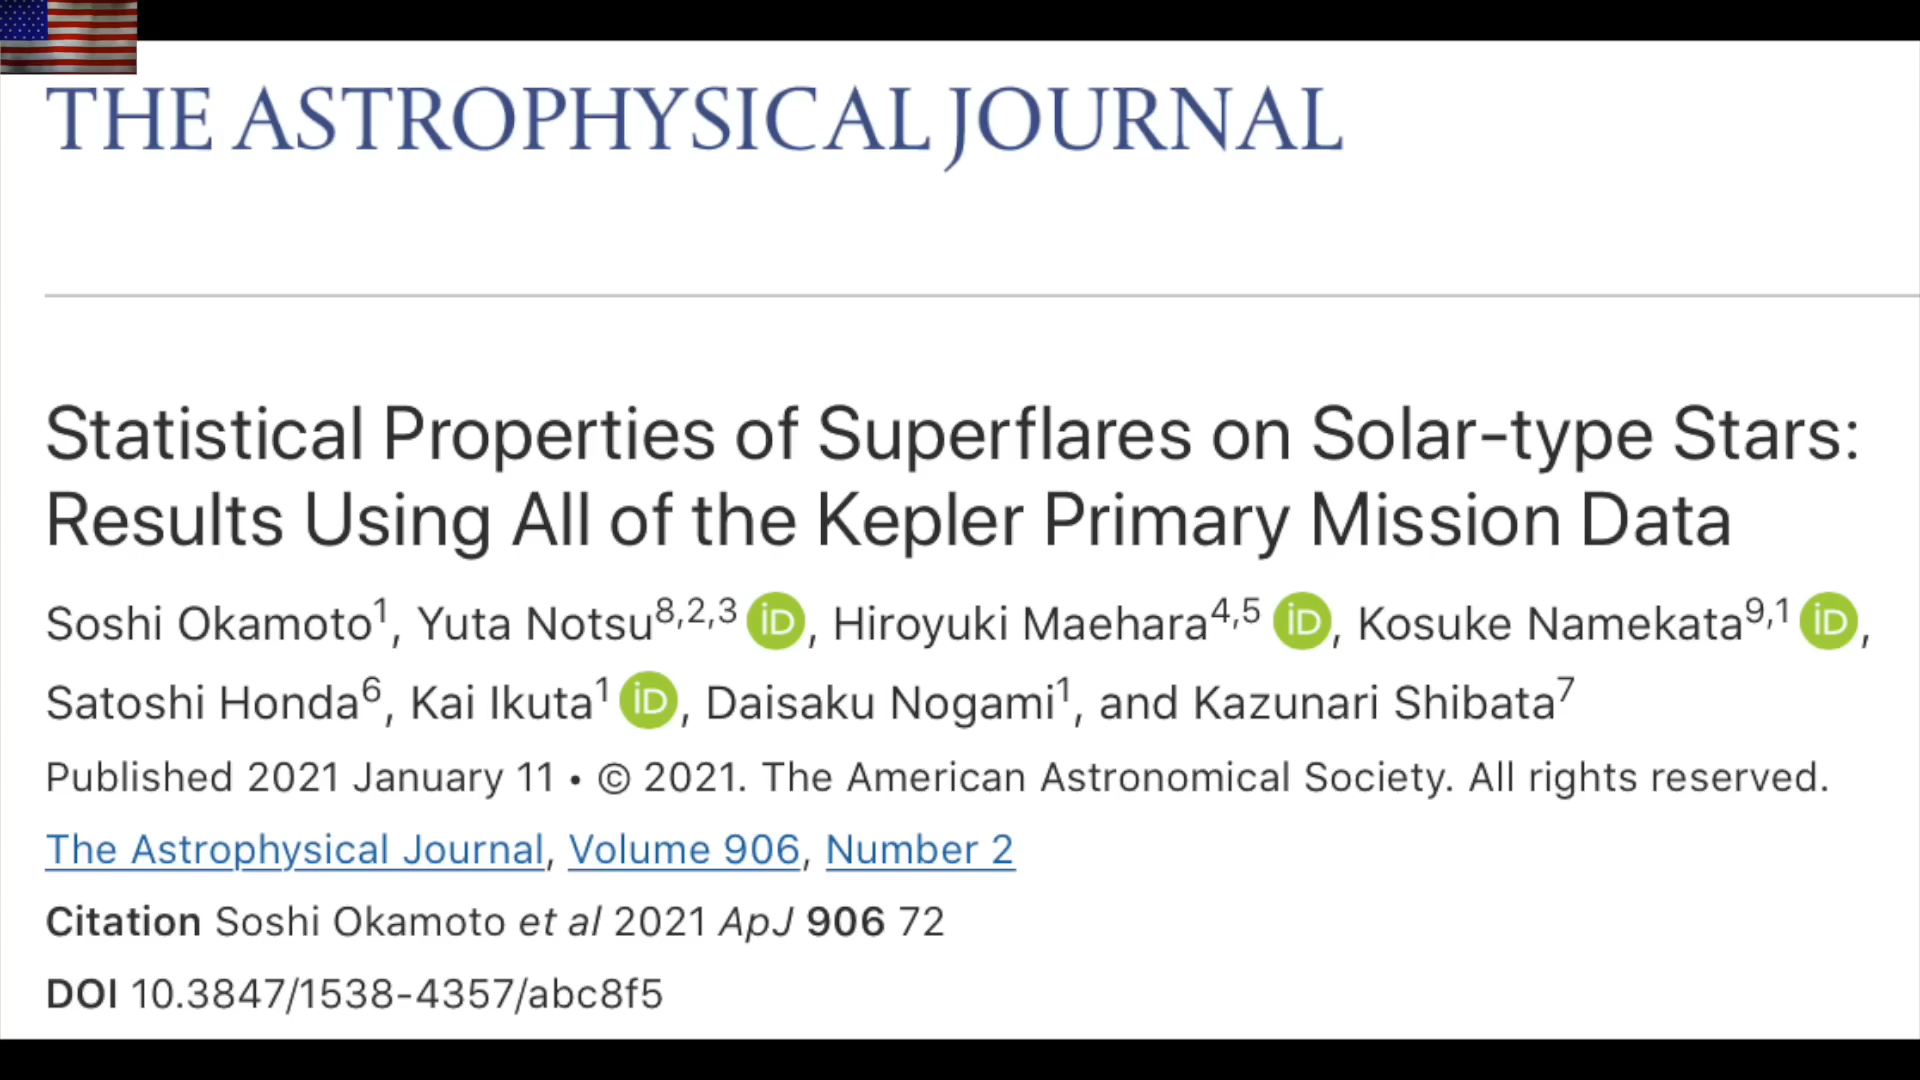 THE ASTROPHYSICAL JOURNAL
Statistical Properties of Superflares on Solar-type Stars:
Results Using All of the Kepler Primary Mission Data
Soshi Okamoto1, Yuta Notsu8,2,3 iD, Hiroyuki Maehara4,5 iD, Kosuke Namekata9,1 iD,
Satoshi Honda6, Kai Ikuta1 iD, Daisaku Nogami1, and Kazunari Shibata7
Published 2021 January 11 • © 2021. The American Astronomical Society. All rights reserved.
The Astrophysical Journal, Volume 906, Number 2
Citation Soshi Okamoto et al 2021 ApJ 906 72
DOI 10.3847/1538-4357/abc8f5